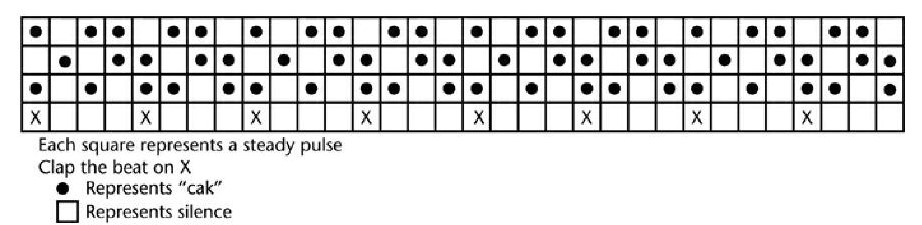 X X X X X X X X
Each square represents a steady pulse
Clap the beat on X
Represents “cak”
Represents silence